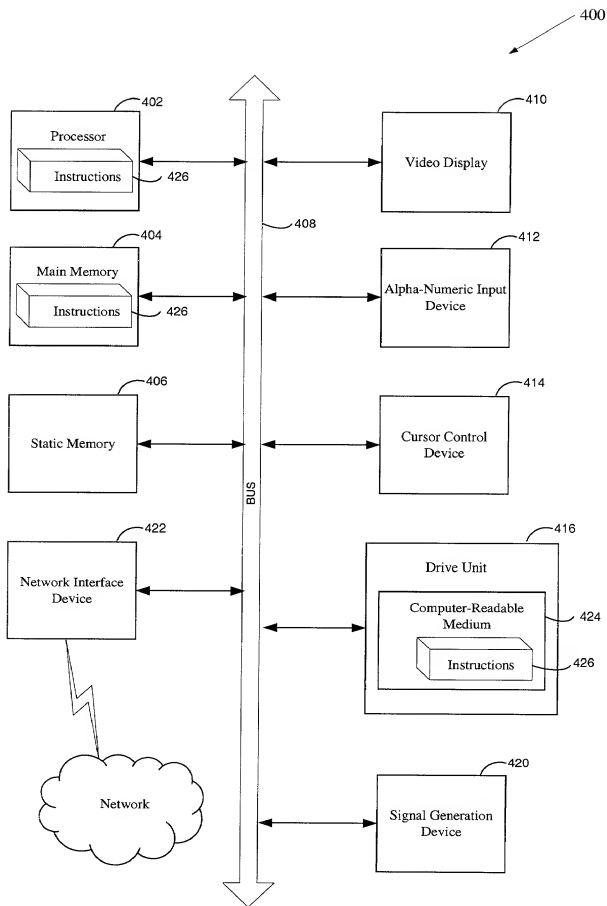 400
402
Processor
Instructions
426
404
Main Memory
Instructions
426
406
Static Memory
422
Network Interface
Device
Network
408
BUS
410
Video Display
412
Alpha-Numeric Input
Device
414
Cursor Control
Device
416
Drive Unit
Computer-Readable
Medium
424
Instructions
426
420
Signal Generation
Device